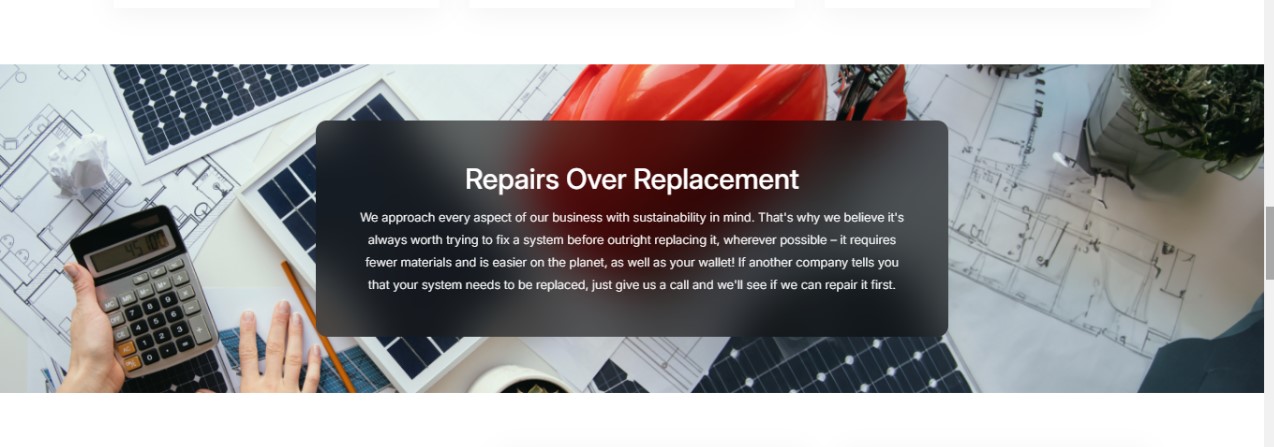 Repairs Over Replacement
We approach every aspect of our business with sustainability in mind. That's why we believe it's
always worth trying to fix a system before outright replacing it, wherever possible – it requires
fewer materials and is easier on the planet, as well as your wallet! If another company tells you
that your system needs to be replaced, just give us a call and we'll see if we can repair it first.